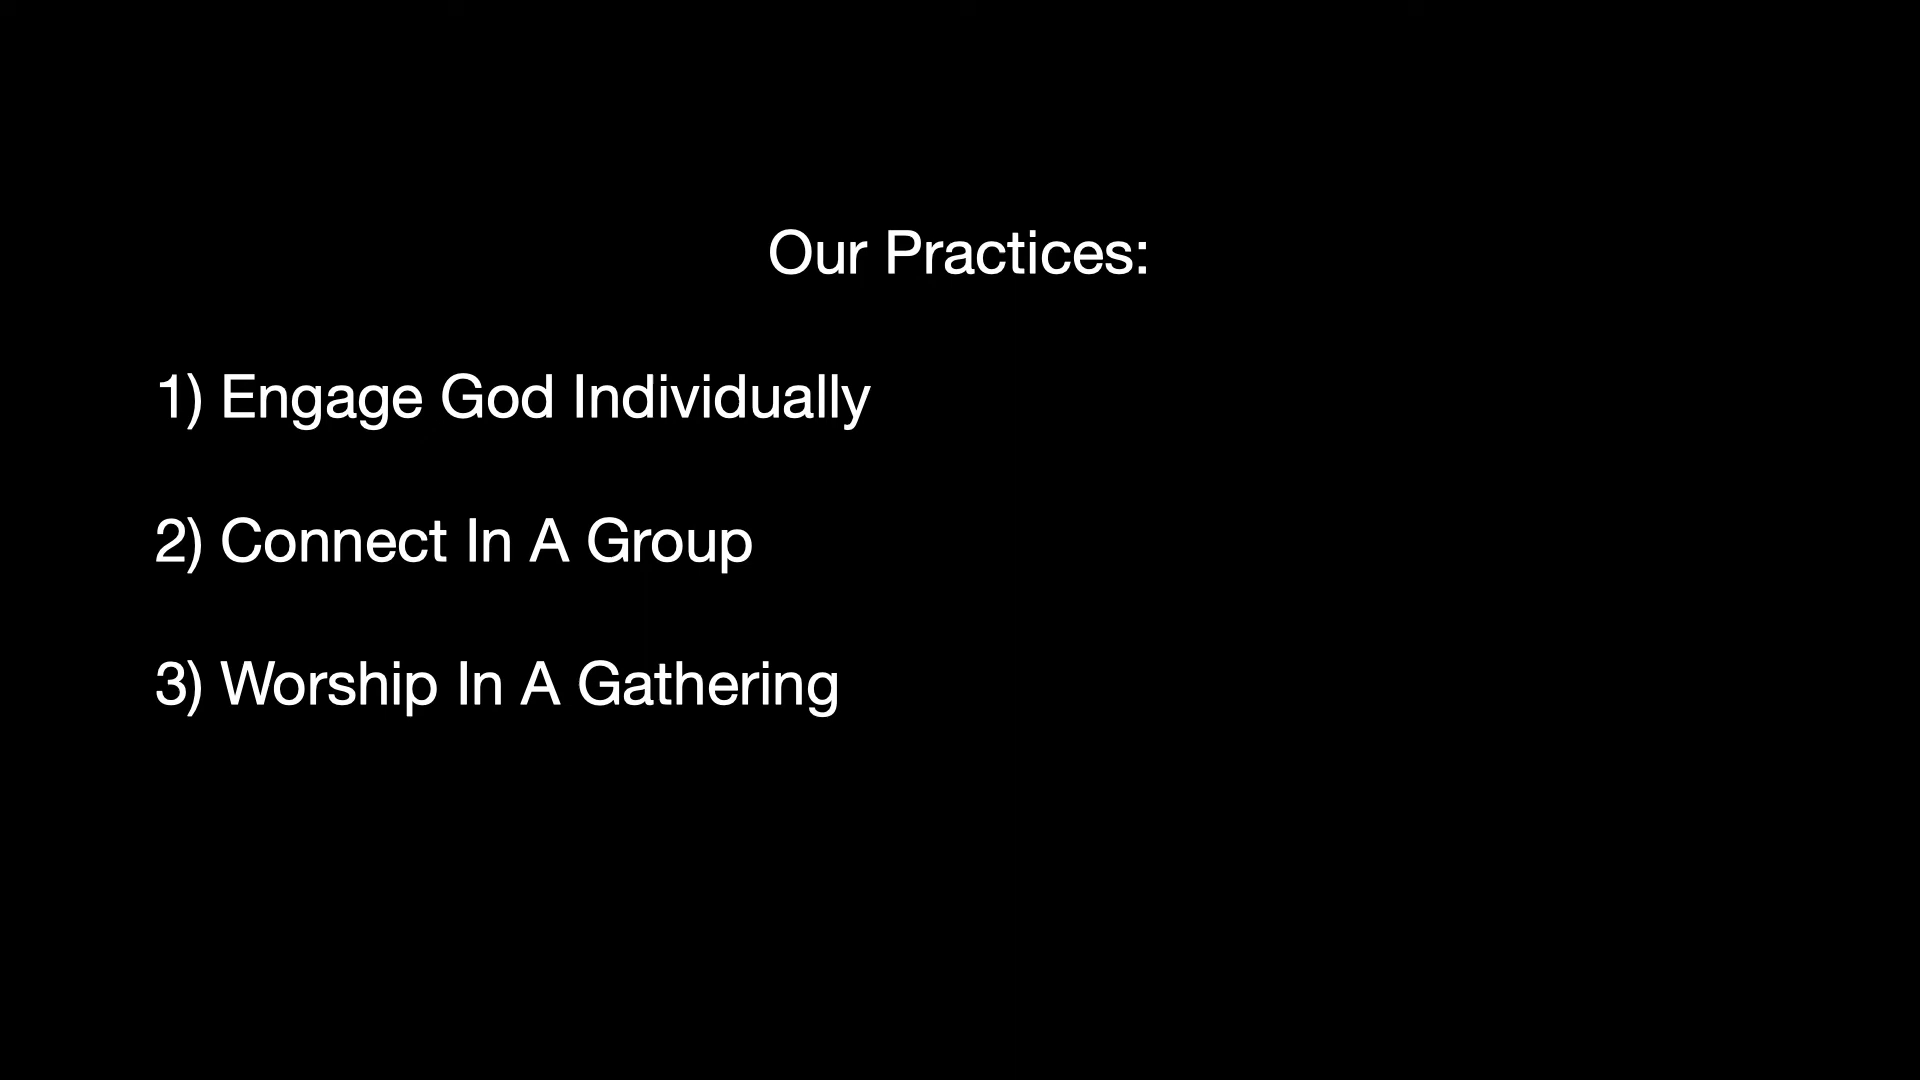 Our Practices:
1) Engage God Individually
2) Connect In A Group
3) Worship In A Gathering